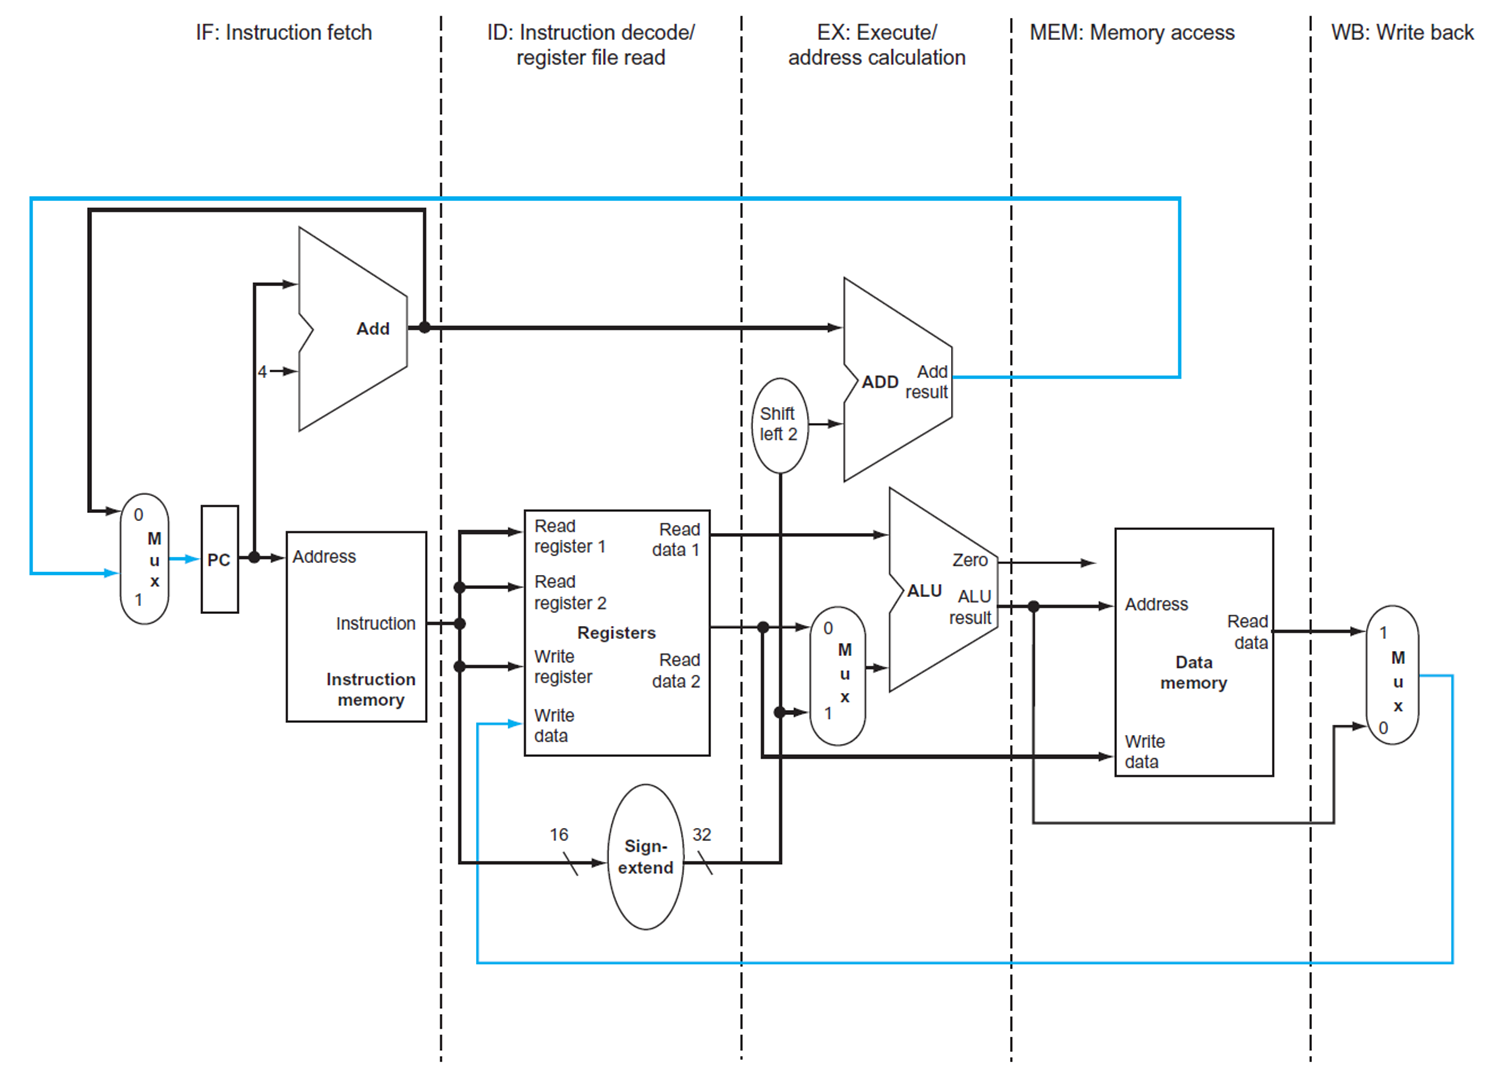 IF: Instruction fetch
ID: Instruction decode/
register file read
EX: Execute/
address calculation
MEM: Memory access
WB: Write back
Add
4
ADD
Add
result
Shift
left 2
0
M
u
x
1
PC
Address
Instruction
Instruction
memory
Read
register 1
Read
register 2
Registers
Write
register
Write
data
Read
data 1
Read
data 2
16
Sign-
extend
32
0
M
u
x
1
Zero
ALU
ALU
result
Address
Read
data
Data
memory
Write
data
1
M
u
x
0